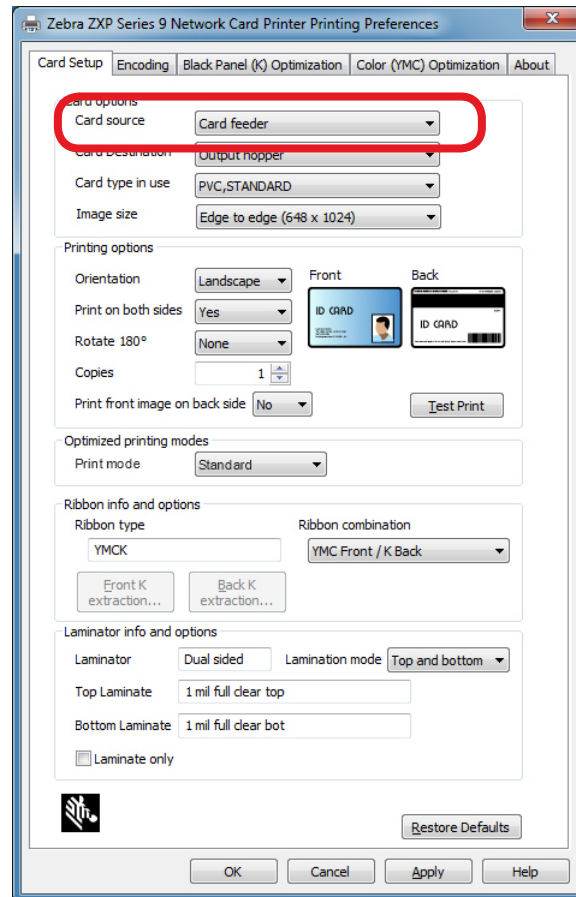 Zebra ZXP Series 9 Network Card Printer Printing Preferences
Card Setup Encoding Black Panel (K) Optimization Color (YMC) Optimization About
Card options
Card source Card feeder
Card Destination Output hopper
Card type in use PVC,STANDARD
Image size Edge to edge (648 x 1024)
Printing options
Orientation Landscape Front Back
Print on both sides Yes
ID CARD ID CARD
Rotate 180° None
Copies 1
Print front image on back side No Test Print
Optimized printing modes
Print mode Standard
Ribbon info and options
Ribbon type Ribbon combination
YMCK YMC Front / K Back
Front K extraction... Back K extraction...
Laminator info and options
Laminator Dual sided Lamination mode Top and bottom
Top Laminate 1 mil full clear top
Bottom Laminate 1 mil full clear bot
Laminate only
Restore Defaults
OK Cancel Apply Help